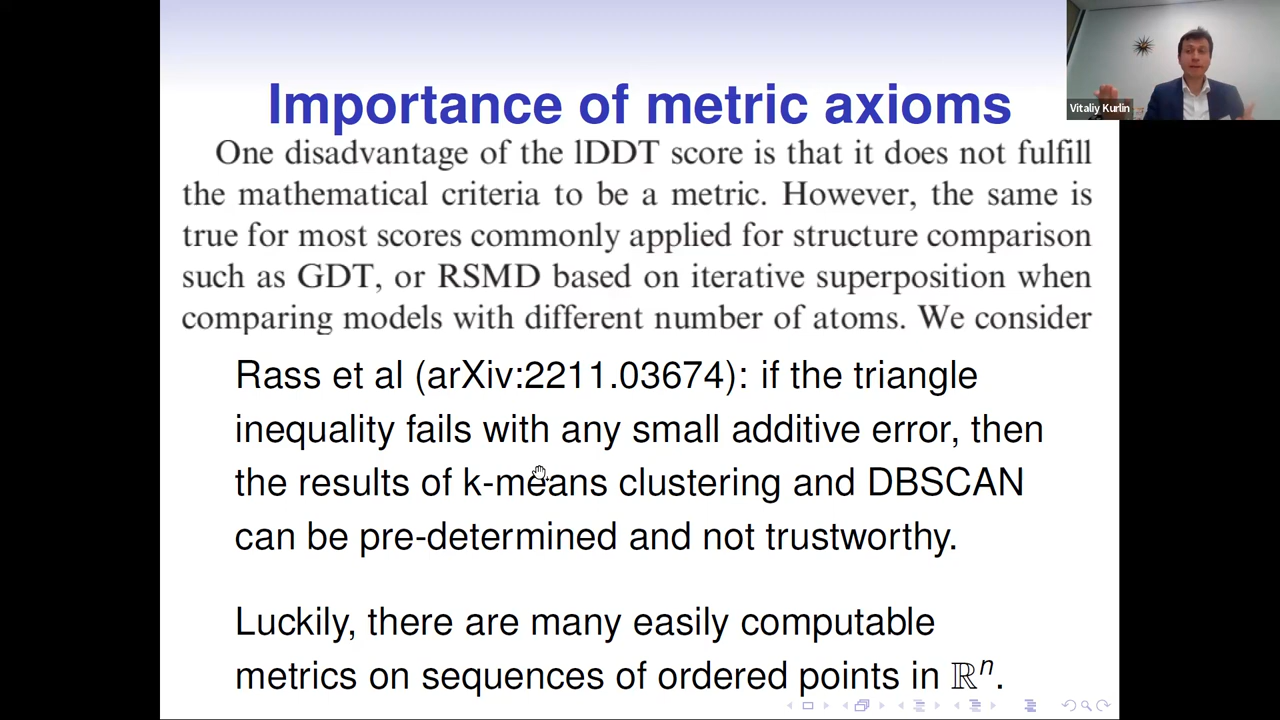 Importance of metric axioms
Vitaliy Kurlin
One disadvantage of the lDDT score is that it does not fulfill
the mathematical criteria to be a metric. However, the same is
true for most scores commonly applied for structure comparison
such as GDT, or RSMD based on iterative superposition when
comparing models with different number of atoms. We consider
Rass et al (arXiv:2211.03674): if the triangle
inequality fails with any small additive error, then
the results of k-means clustering and DBSCAN
can be pre-determined and not trustworthy.
Luckily, there are many easily computable
metrics on sequences of ordered points in ℝⁿ.